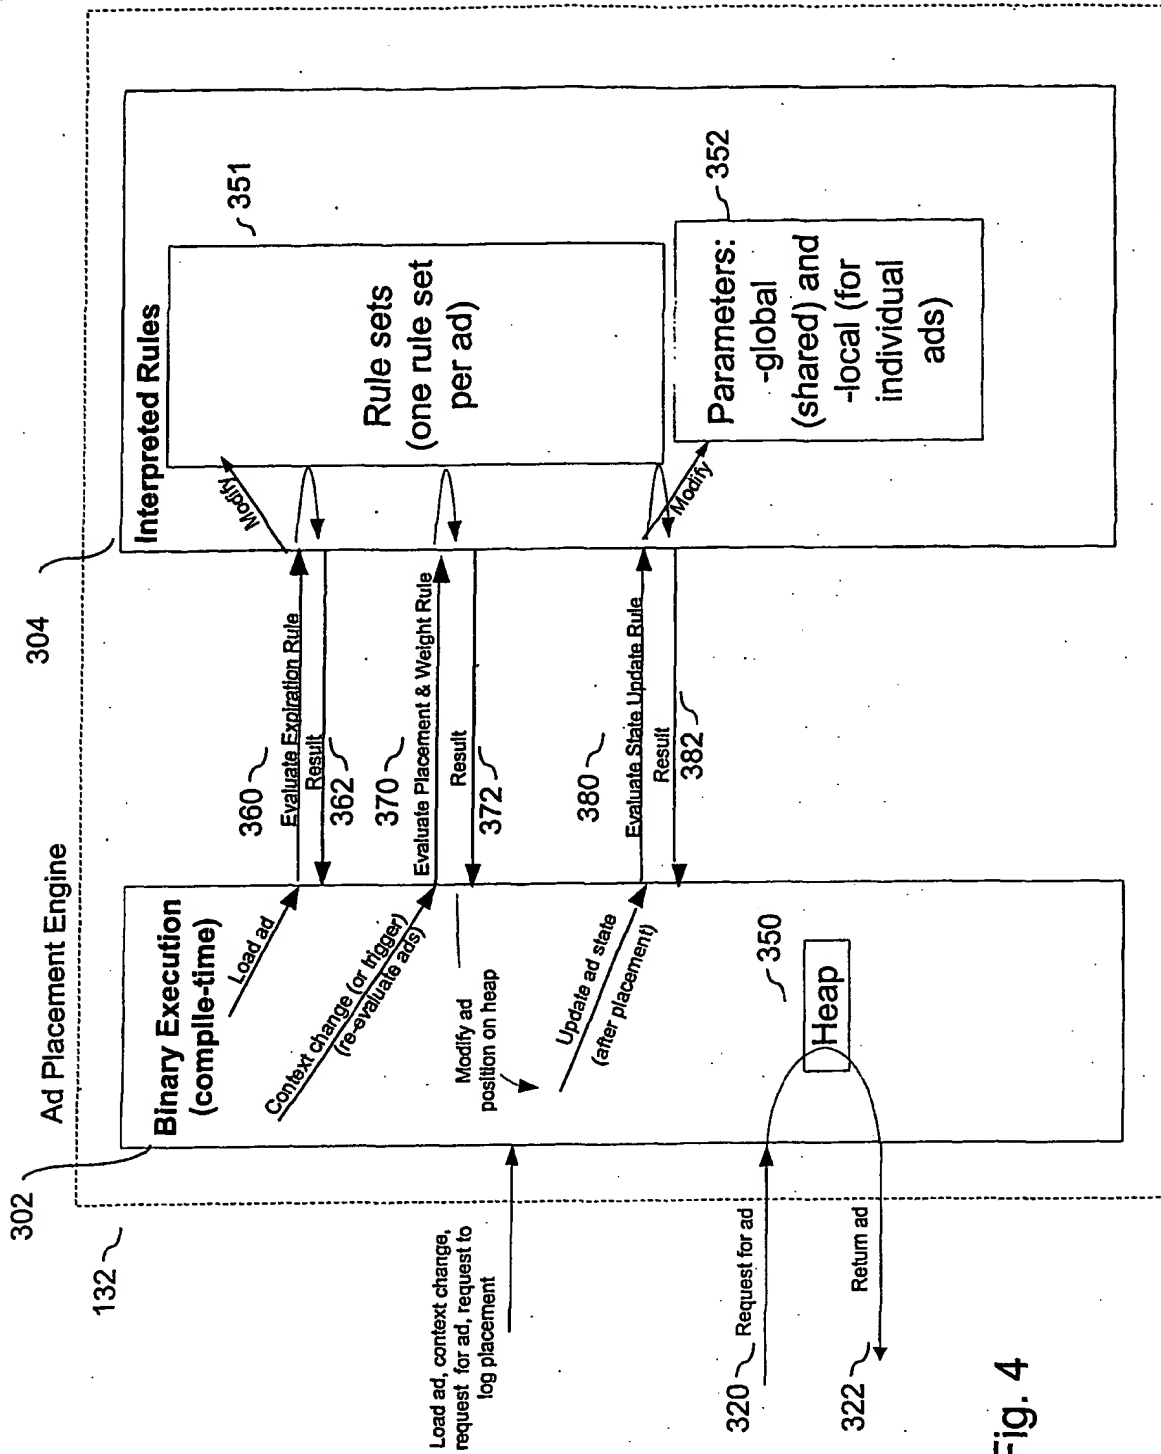 Ad Placement Engine
132
302
Binary Execution
(compile-time)
Load ad
Context change (or trigger)
(re-evaluate ads)
Modify ad
position on heap
Update ad state
(after placement)
350
Heap
Load ad, context change,
request for ad, request to
log placement
320
Request for ad
322
Return ad
360
Evaluate Expiration Rule
Result
362
370
Evaluate Placement & Weight Rule
Result
372
380
Evaluate State Update Rule
Result
382
304
Interpreted Rules
Modify
351
Rule sets
(one rule set
per ad)
Modify
352
Parameters:
-global
(shared) and
-local (for
individual
ads)
Fig. 4